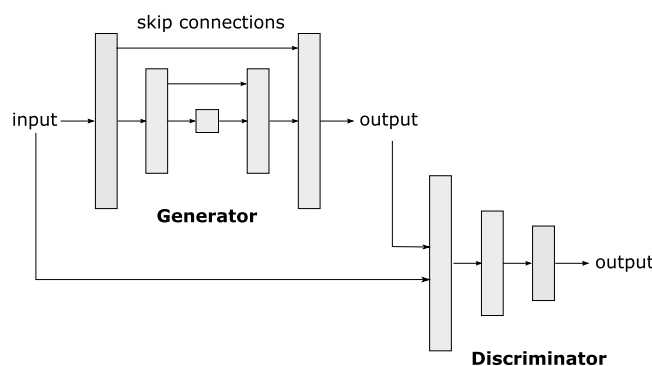 skip connections
input
output
Generator
output
Discriminator